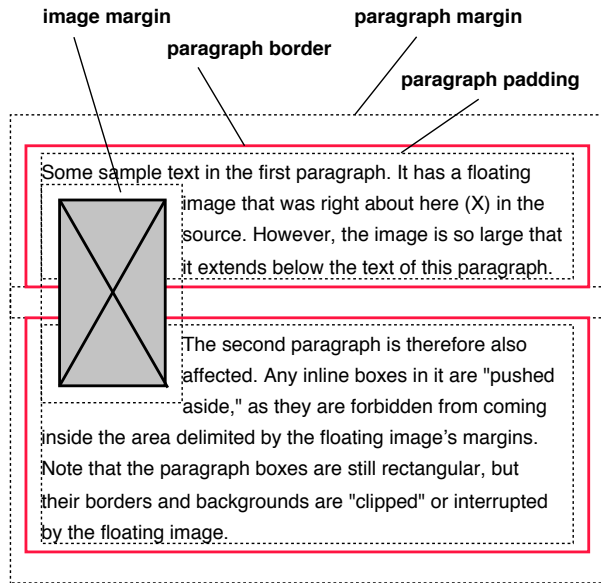 image margin
paragraph margin
paragraph border
paragraph padding
Some sample text in the first paragraph. It has a floating
image that was right about here (X) in the
source. However, the image is so large that
it extends below the text of this paragraph.
The second paragraph is therefore also
affected. Any inline boxes in it are "pushed
aside," as they are forbidden from coming
inside the area delimited by the floating image's margins.
Note that the paragraph boxes are still rectangular, but
their borders and backgrounds are "clipped" or interrupted
by the floating image.